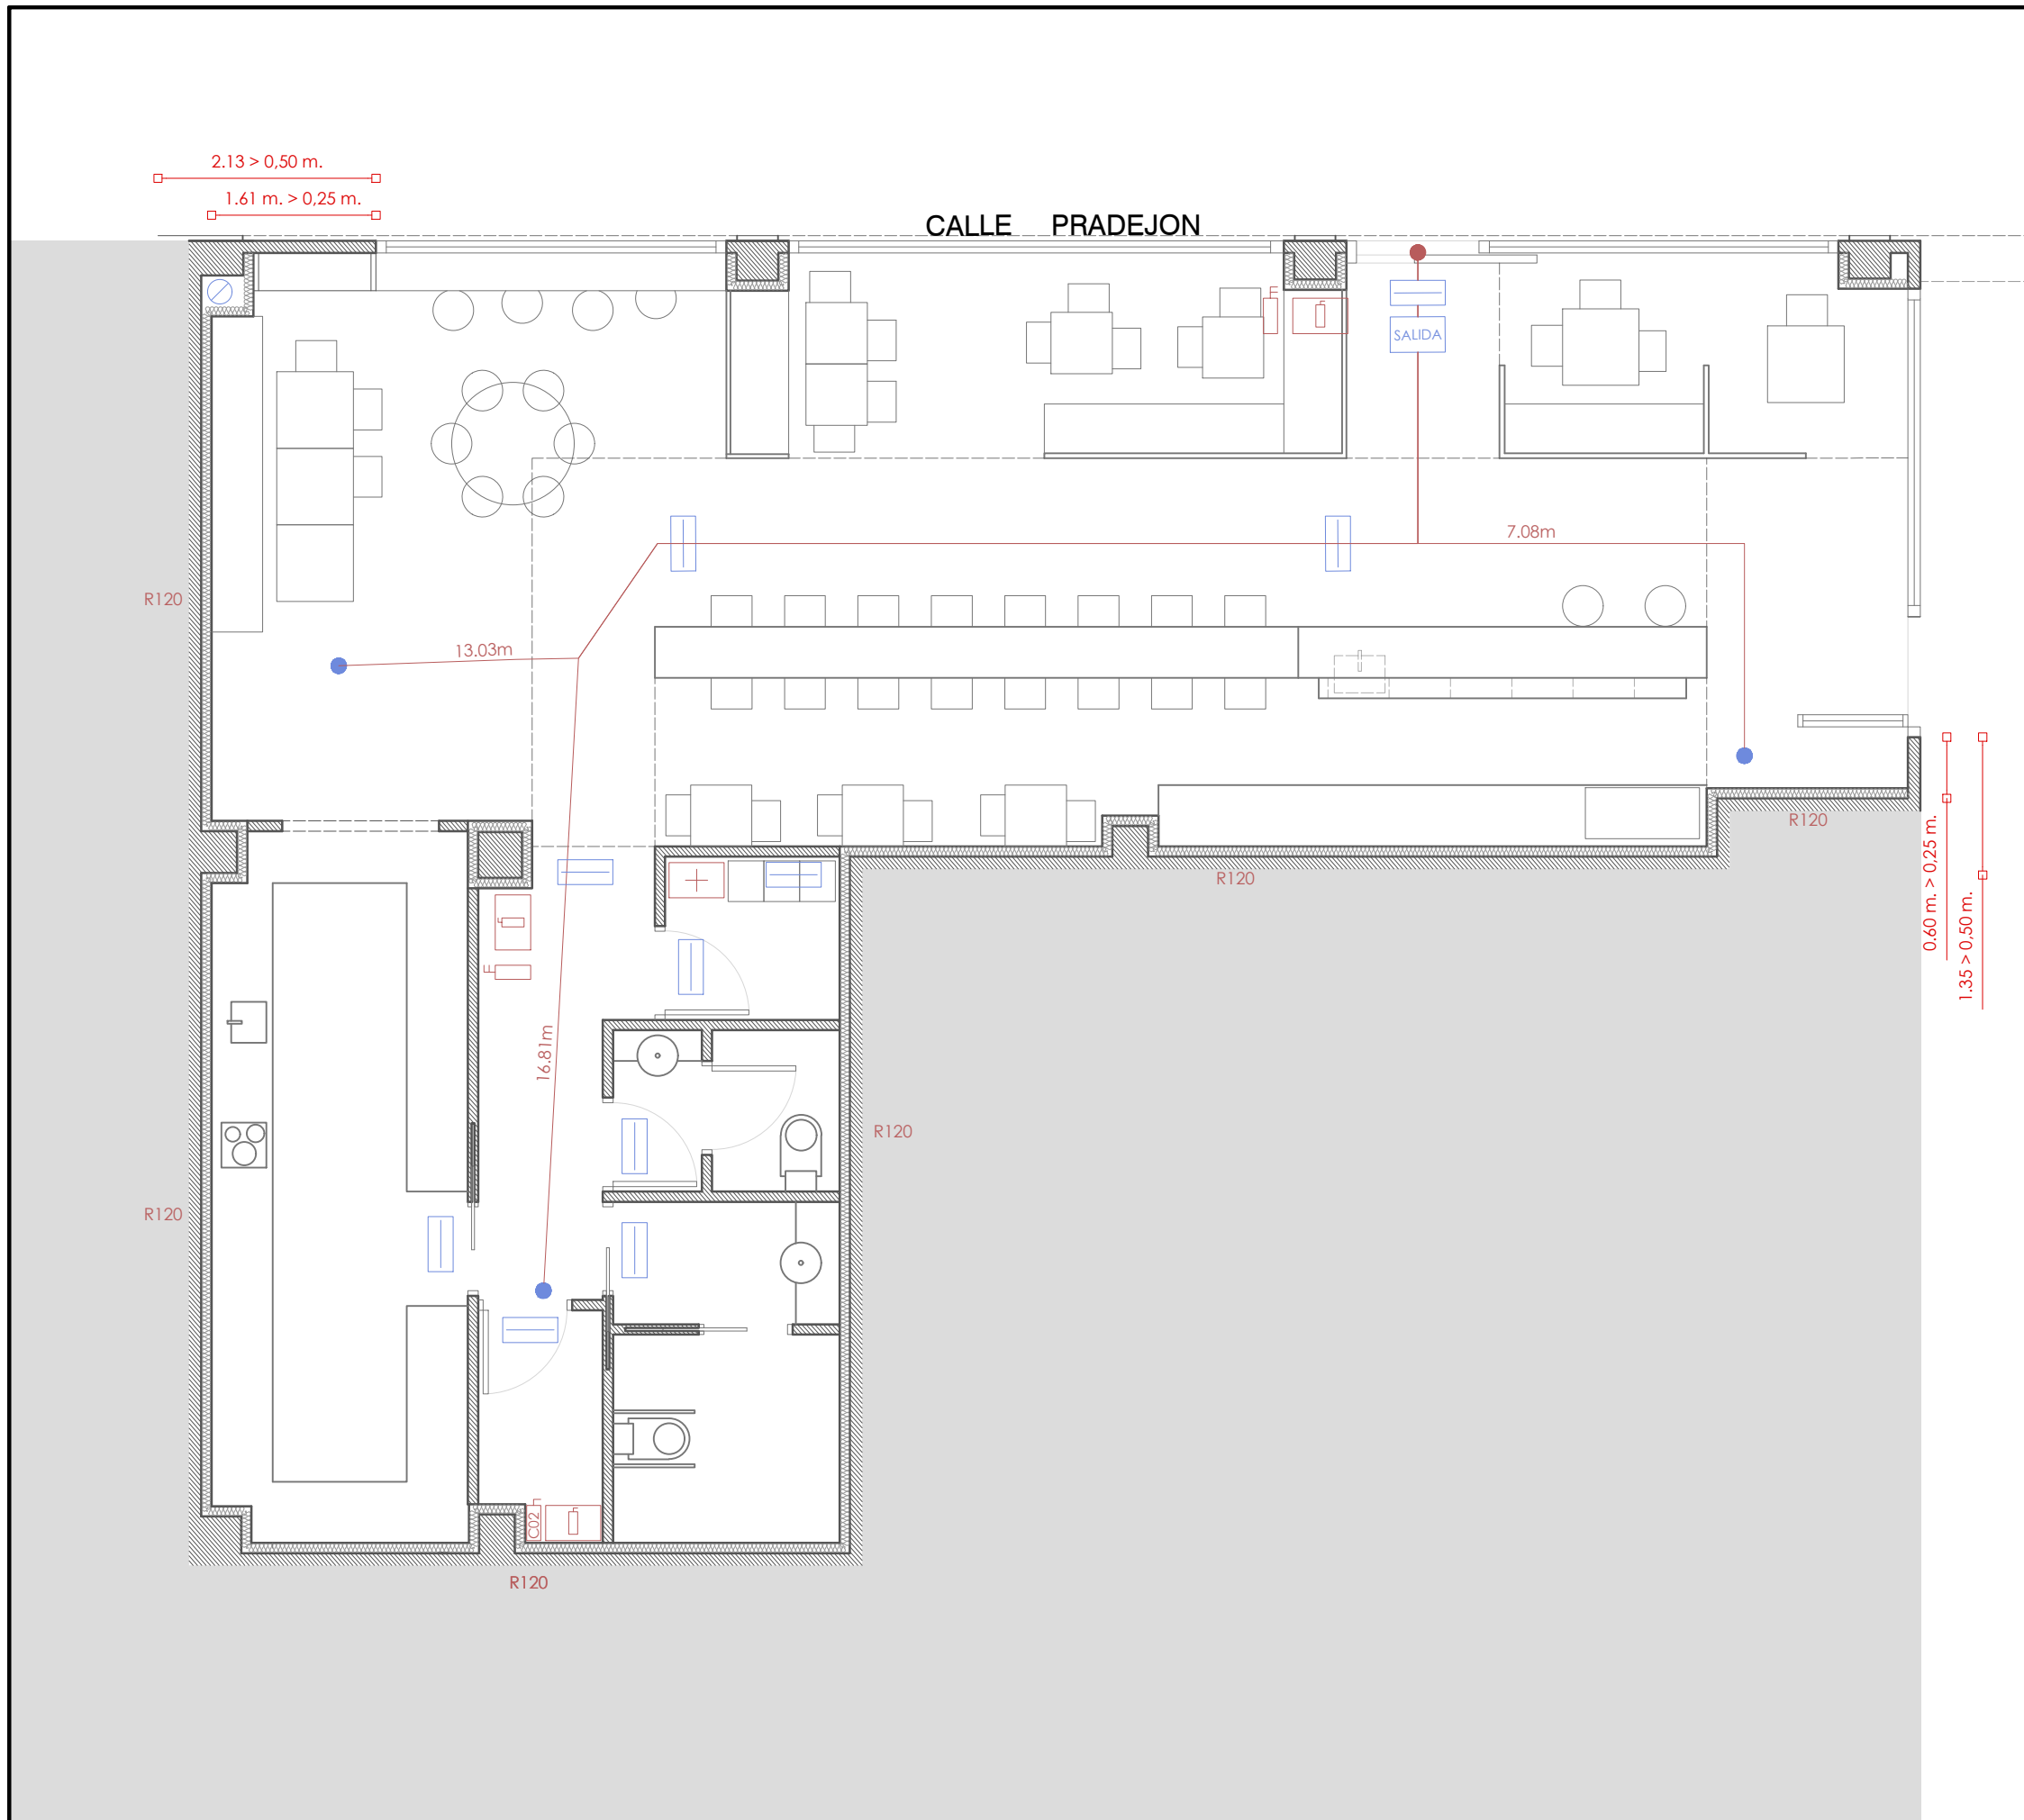 2.13 > 0,50 m.
1.61 m. > 0,25 m.
CALLE PRADEJON
SALIDA
7.08m
R120
13.03m
R120
0.60 m. > 0,25 m.
R120
1.35 > 0,50 m.
16.81m
R120
R120
C02
R120